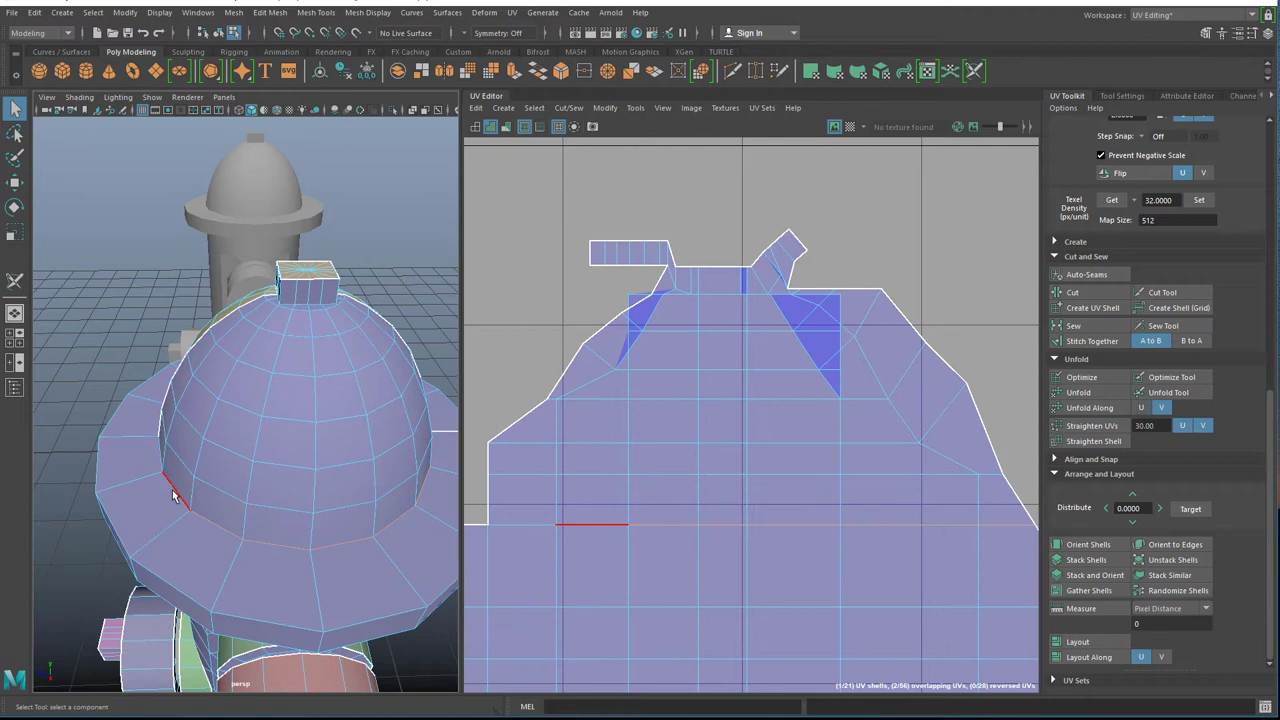 File Edit Create Select Modify Display Windows Mesh Edit Mesh Mesh Tools Mesh Display Curves Surfaces Deform UV Generate Cache Arnold Help Workspace : UV Editing*
Modeling No Live Surface Symmetry: Off Sign In
Curves / Surfaces Poly Modeling Sculpting Rigging Animation Rendering FX FX Caching Custom Arnold Bifrost MASH Motion Graphics XGen TURTLE
View Shading Lighting Show Renderer Panels
UV Editor
Edit Create Select Cut/Sew Modify Tools View Image Textures UV Sets Help
No texture found
UV Toolkit Tool Settings Attribute Editor Channe
Options Help
Step Snap: Off 1.00
Prevent Negative Scale
Flip U V
Texel
Density
(px/unit)
Get 32.0000 Set
Map Size: 512
Create
Cut and Sew
Auto-Seams
Cut Cut Tool
Create UV Shell Create Shell (Grid)
Sew Sew Tool
Stitch Together A to B B to A
Unfold
Optimize Optimize Tool
Unfold Unfold Tool
Unfold Along U V
Straighten UVs 30.00 U V
Straighten Shell
Align and Snap
Arrange and Layout
Distribute 0.0000 Target
Orient Shells Orient to Edges
Stack Shells Unstack Shells
Stack and Orient Stack Similar
Gather Shells Randomize Shells
Measure Pixel Distance
0
Layout
Layout Along U V
UV Sets
persp
(1/21) UV shells, (2/56) overlapping UVs, (0/28) reversed UVs
Select Tool: select a component MEL